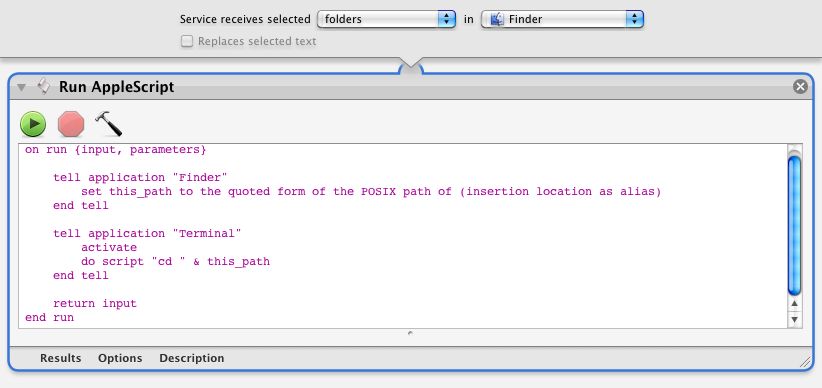 Service receives selected folders in Finder
Replaces selected text
Run AppleScript
on run {input, parameters}
tell application "Finder"
set this_path to the quoted form of the POSIX path of (insertion location as alias)
end tell
tell application "Terminal"
activate
do script "cd " & this_path
end tell
return input
end run
Results Options Description